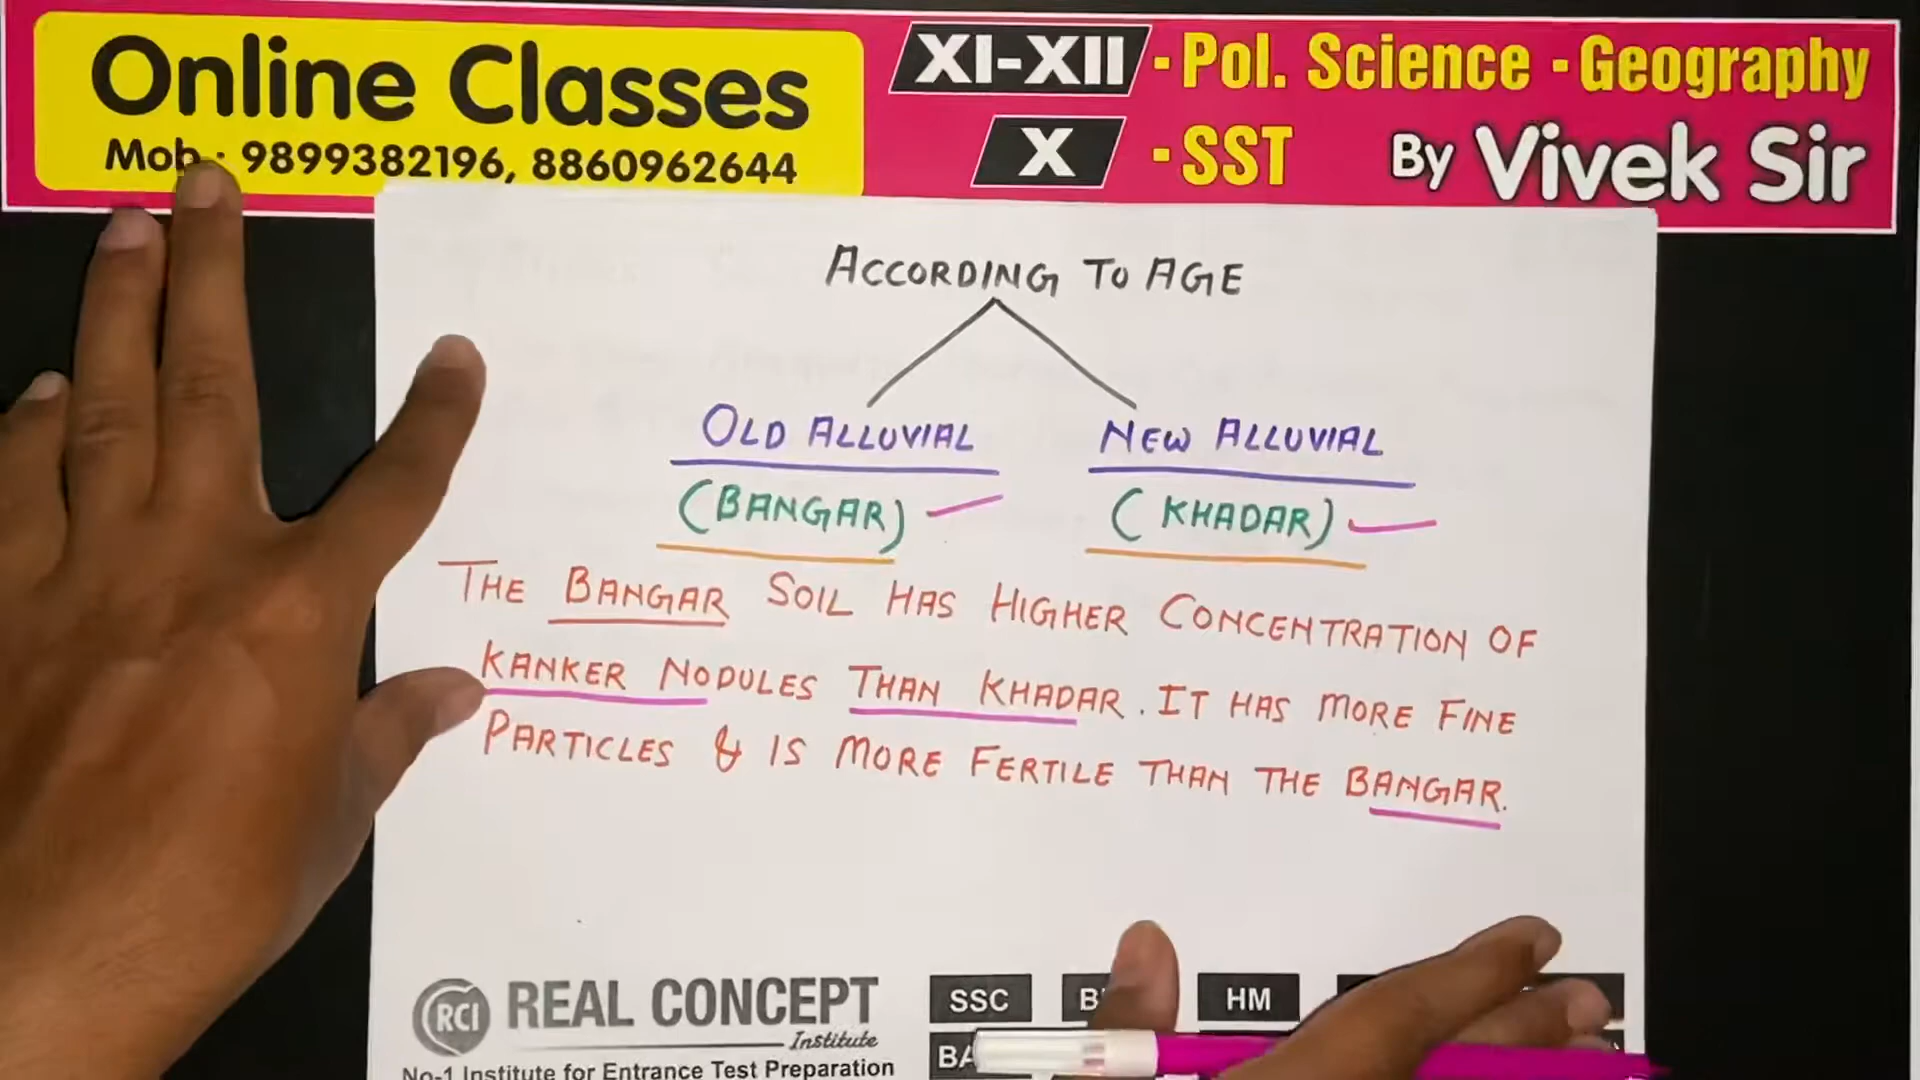 Online Classes
Mob : 9899382196, 8860962644
XI-XII - Pol. Science - Geography
X - SST By Vivek Sir
ACCORDING TO AGE
OLD ALLUVIAL NEW ALLUVIAL
(BANGAR) (KHADAR)
THE BANGAR SOIL HAS HIGHER CONCENTRATION OF
KANKER NODULES THAN KHADAR. IT HAS MORE FINE
PARTICLES & IS MORE FERTILE THAN THE BANGAR.
RCI REAL CONCEPT
Institute
No-1 Institute for Entrance Test Preparation
SSC HM